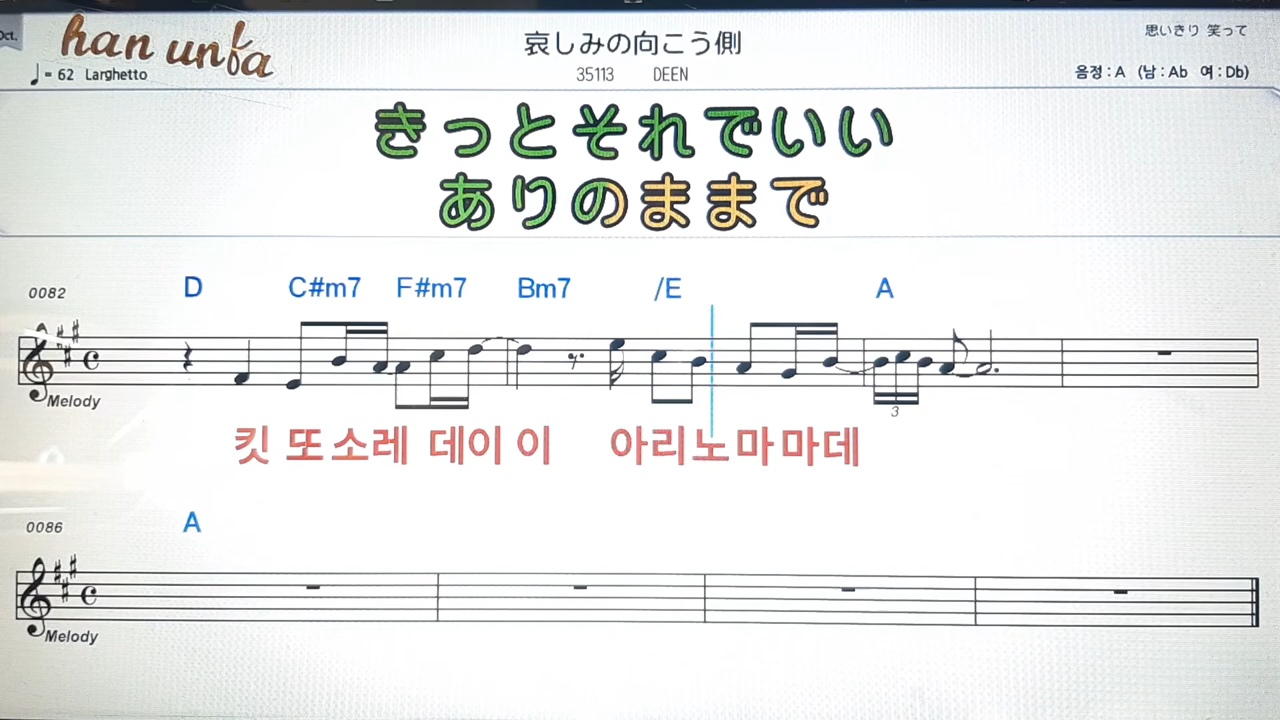 Oct.
han unfa
哀しみの向こう側
思いきり 笑って
♩= 62 Larghetto
35113 DEEN
음정 : A (남 : Ab 여 : Db)
きっとそれでいい
ありのままで
0082 D C#m7 F#m7 Bm7 /E A
Melody
3
킷 또 소레 데이 이 아리노 마 마데
0086 A
Melody